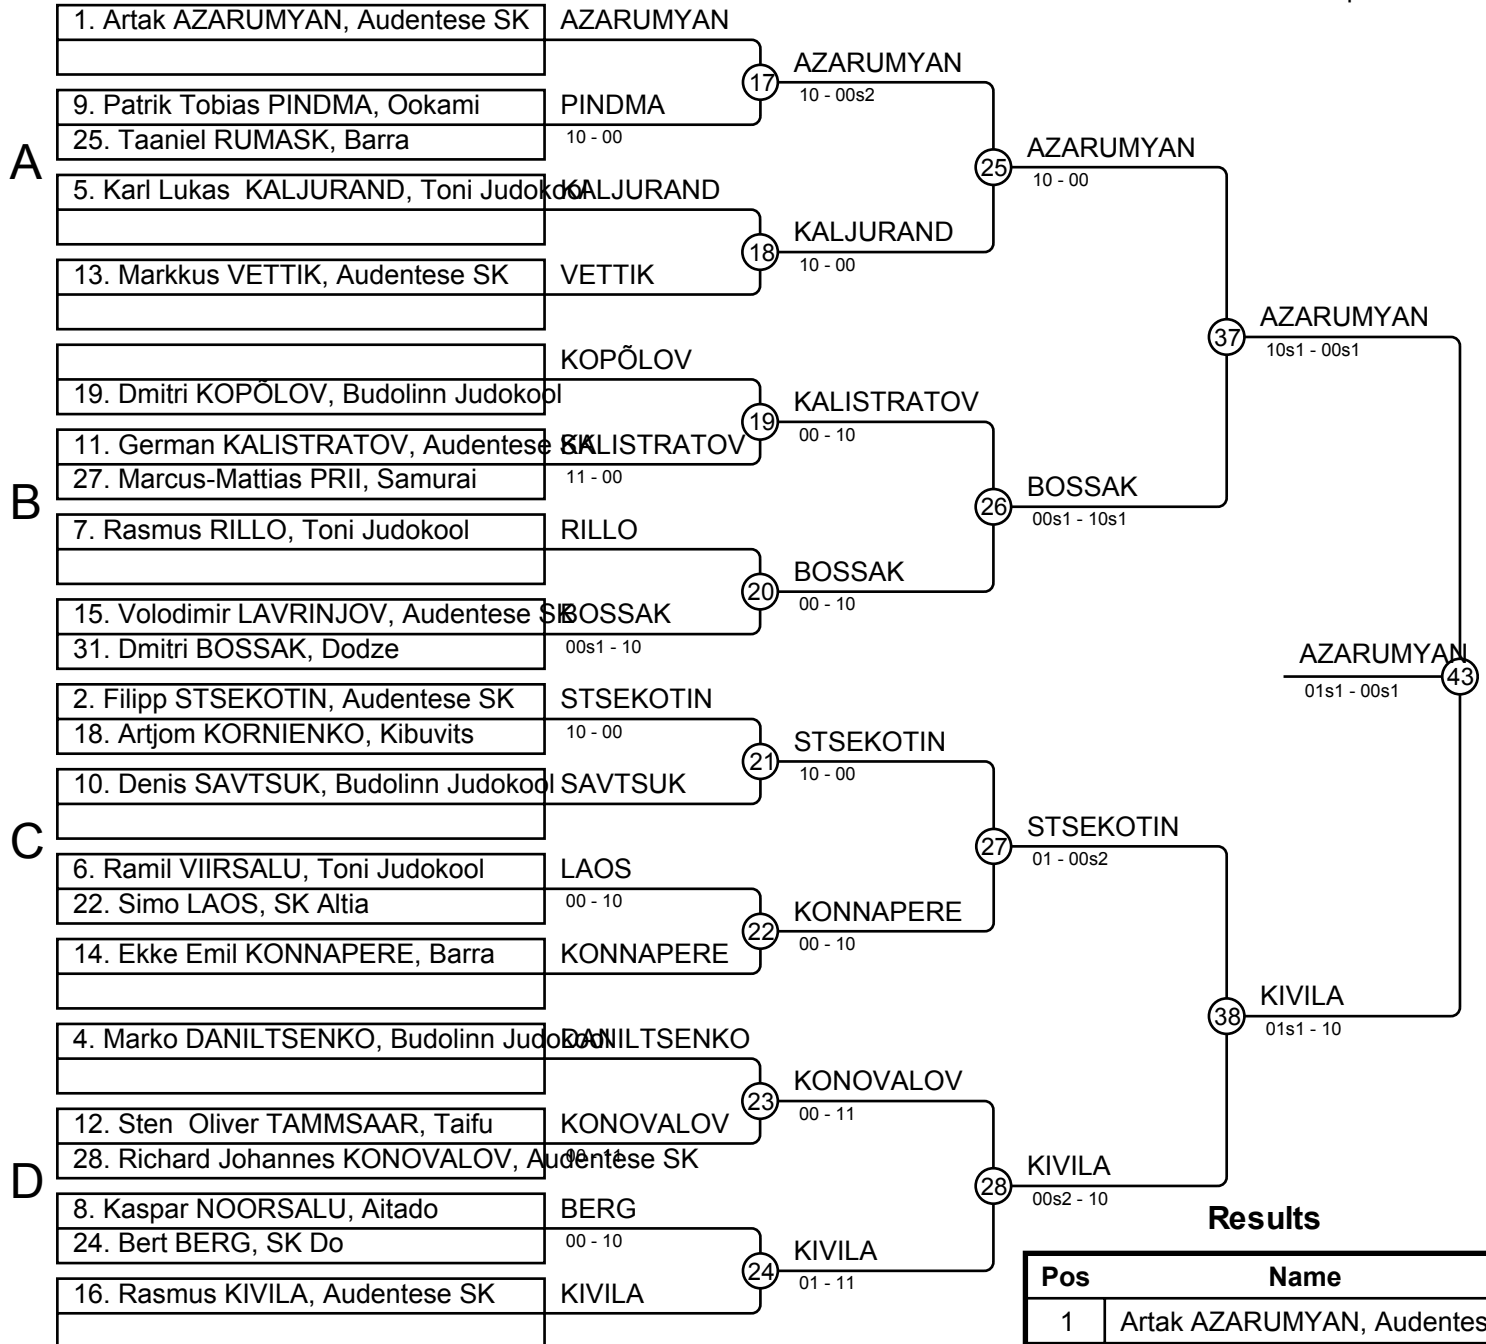 1. Artak AZARUMYAN, Audentese SK
AZARUMYAN
17
AZARUMYAN
10 - 00s2
9. Patrik Tobias PINDMA, Ookami
PINDMA
10 - 00
25. Taaniel RUMASK, Barra
A
25
AZARUMYAN
10 - 00
5. Karl Lukas  KALJURAND, Toni Judokool
KALJURAND
18
KALJURAND
10 - 00
13. Markkus VETTIK, Audentese SK
VETTIK
37
AZARUMYAN
10s1 - 00s1
KOPÕLOV
19. Dmitri KOPÕLOV, Budolinn Judokool
19
KALISTRATOV
00 - 10
11. German KALISTRATOV, Audentese SK
KALISTRATOV
11 - 00
27. Marcus-Mattias PRII, Samurai
B
26
BOSSAK
00s1 - 10s1
7. Rasmus RILLO, Toni Judokool
RILLO
20
BOSSAK
00 - 10
15. Volodimir LAVRINJOV, Audentese SK
BOSSAK
00s1 - 10
31. Dmitri BOSSAK, Dodze
AZARUMYAN
01s1 - 00s1
43
2. Filipp STSEKOTIN, Audentese SK
STSEKOTIN
10 - 00
18. Artjom KORNIENKO, Kibuvits
21
STSEKOTIN
10 - 00
10. Denis SAVTSUK, Budolinn Judokool
SAVTSUK
C
27
STSEKOTIN
01 - 00s2
6. Ramil VIIRSALU, Toni Judokool
LAOS
00 - 10
22. Simo LAOS, SK Altia
22
KONNAPERE
00 - 10
14. Ekke Emil KONNAPERE, Barra
KONNAPERE
38
KIVILA
01s1 - 10
4. Marko DANILTSENKO, Budolinn Judokool
DANILTSENKO
23
KONOVALOV
00 - 11
12. Sten  Oliver TAMMSAAR, Taifu
KONOVALOV
00 - 11
28. Richard Johannes KONOVALOV, Audentese SK
D
28
KIVILA
00s2 - 10
8. Kaspar NOORSALU, Aitado
BERG
00 - 10
24. Bert BERG, SK Do
24
KIVILA
01 - 11
16. Rasmus KIVILA, Audentese SK
KIVILA
Results
Pos Name
1 Artak AZARUMYAN, Audentes